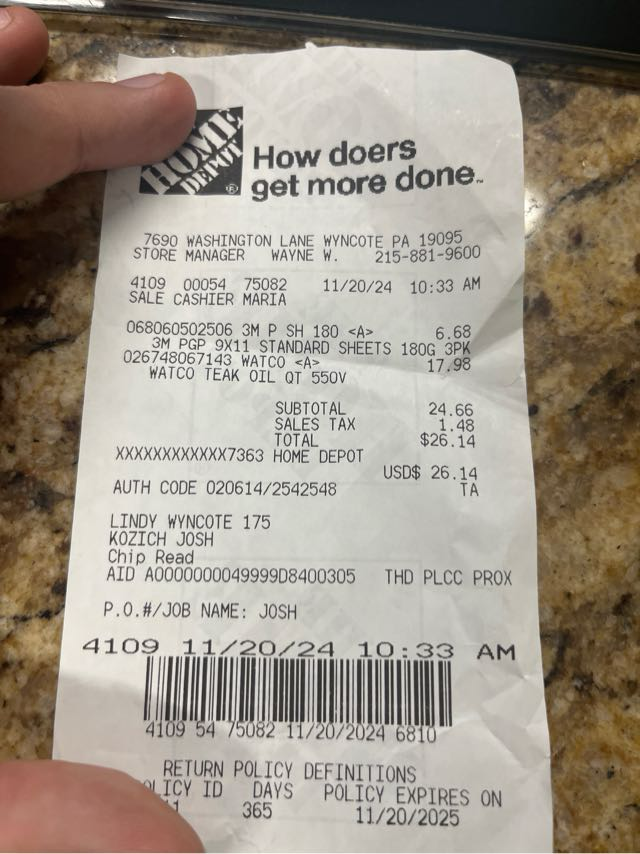 HOME
DEPOT
®
How doers
get more done™
7690 WASHINGTON LANE WYNCOTE PA 19095
STORE MANAGER WAYNE W. 215-881-9600
4109 00054 75082 11/20/24 10:33 AM
SALE CASHIER MARIA
068060502506 3M P SH 180 <A> 6.68
3M PGP 9X11 STANDARD SHEETS 180G 3PK
026748067143 WATCO <A> 17.98
WATCO TEAK OIL QT 550V
SUBTOTAL 24.66
SALES TAX 1.48
TOTAL $26.14
XXXXXXXXXXXX7363 HOME DEPOT
USD$ 26.14
AUTH CODE 020614/2542548 TA
LINDY WYNCOTE 175
KOZICH JOSH
Chip Read
AID A0000000049999D8400305 THD PLCC PROX
P.O.#/JOB NAME: JOSH
4109 11/20/24 10:33 AM
4109 54 75082 11/20/2024 6810
RETURN POLICY DEFINITIONS
OLICY ID DAYS POLICY EXPIRES ON
365 11/20/2025